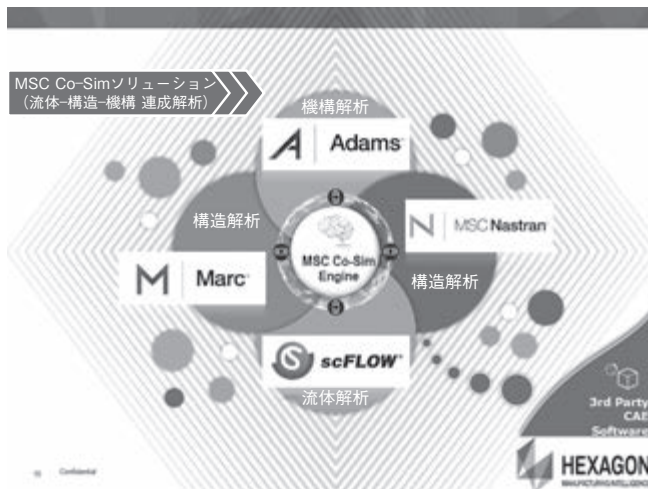 MSC Co-Simソリューション
（流体-構造-機構 連成解析）
機構解析
Adams
構造解析
MSC Nastran
MSC Co-Sim
Engine
Marc
構造解析
scFLOW
流体解析
3rd Party
CAE
Software
Confidential
HEXAGON
MANUFACTURING INTELLIGENCE